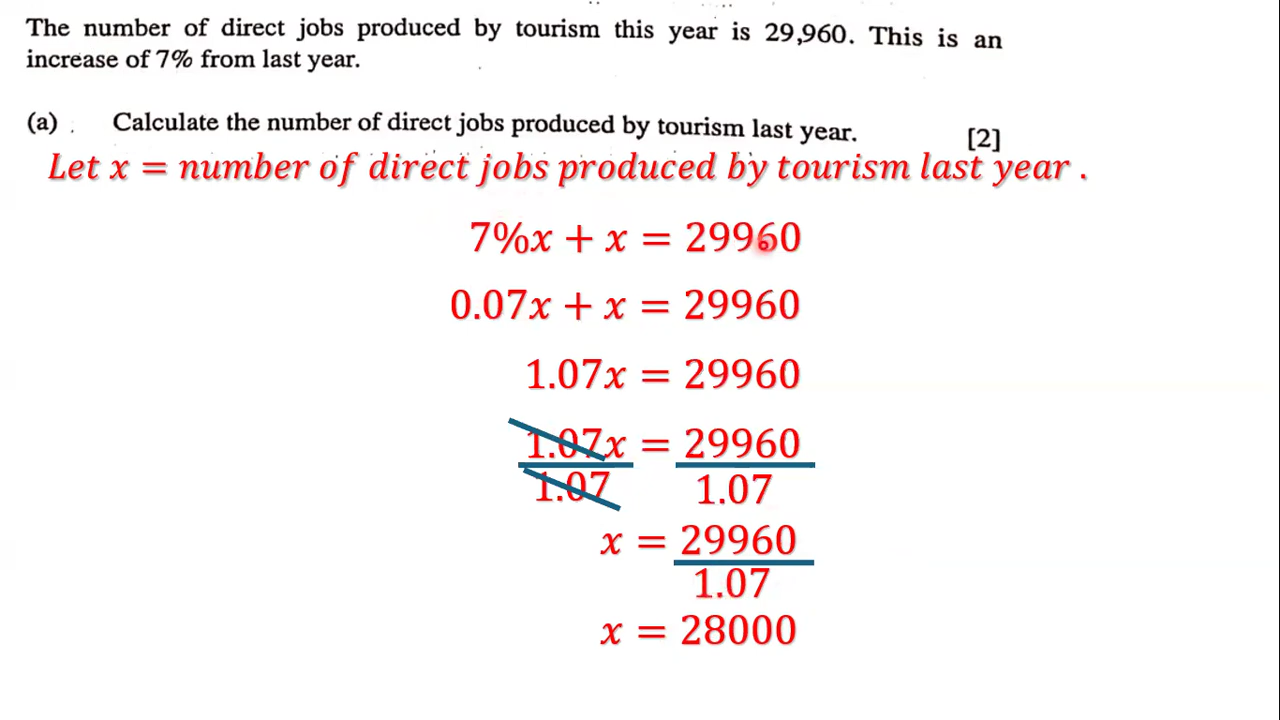 The number of direct jobs produced by tourism this year is 29,960. This is an
increase of 7% from last year.
(a) Calculate the number of direct jobs produced by tourism last year. [2]
Let x = number of direct jobs produced by tourism last year .
7%x + x = 29960
0.07x + x = 29960
1.07x = 29960
1.07x = 29960
1.07 1.07
x = 29960
1.07
x = 28000